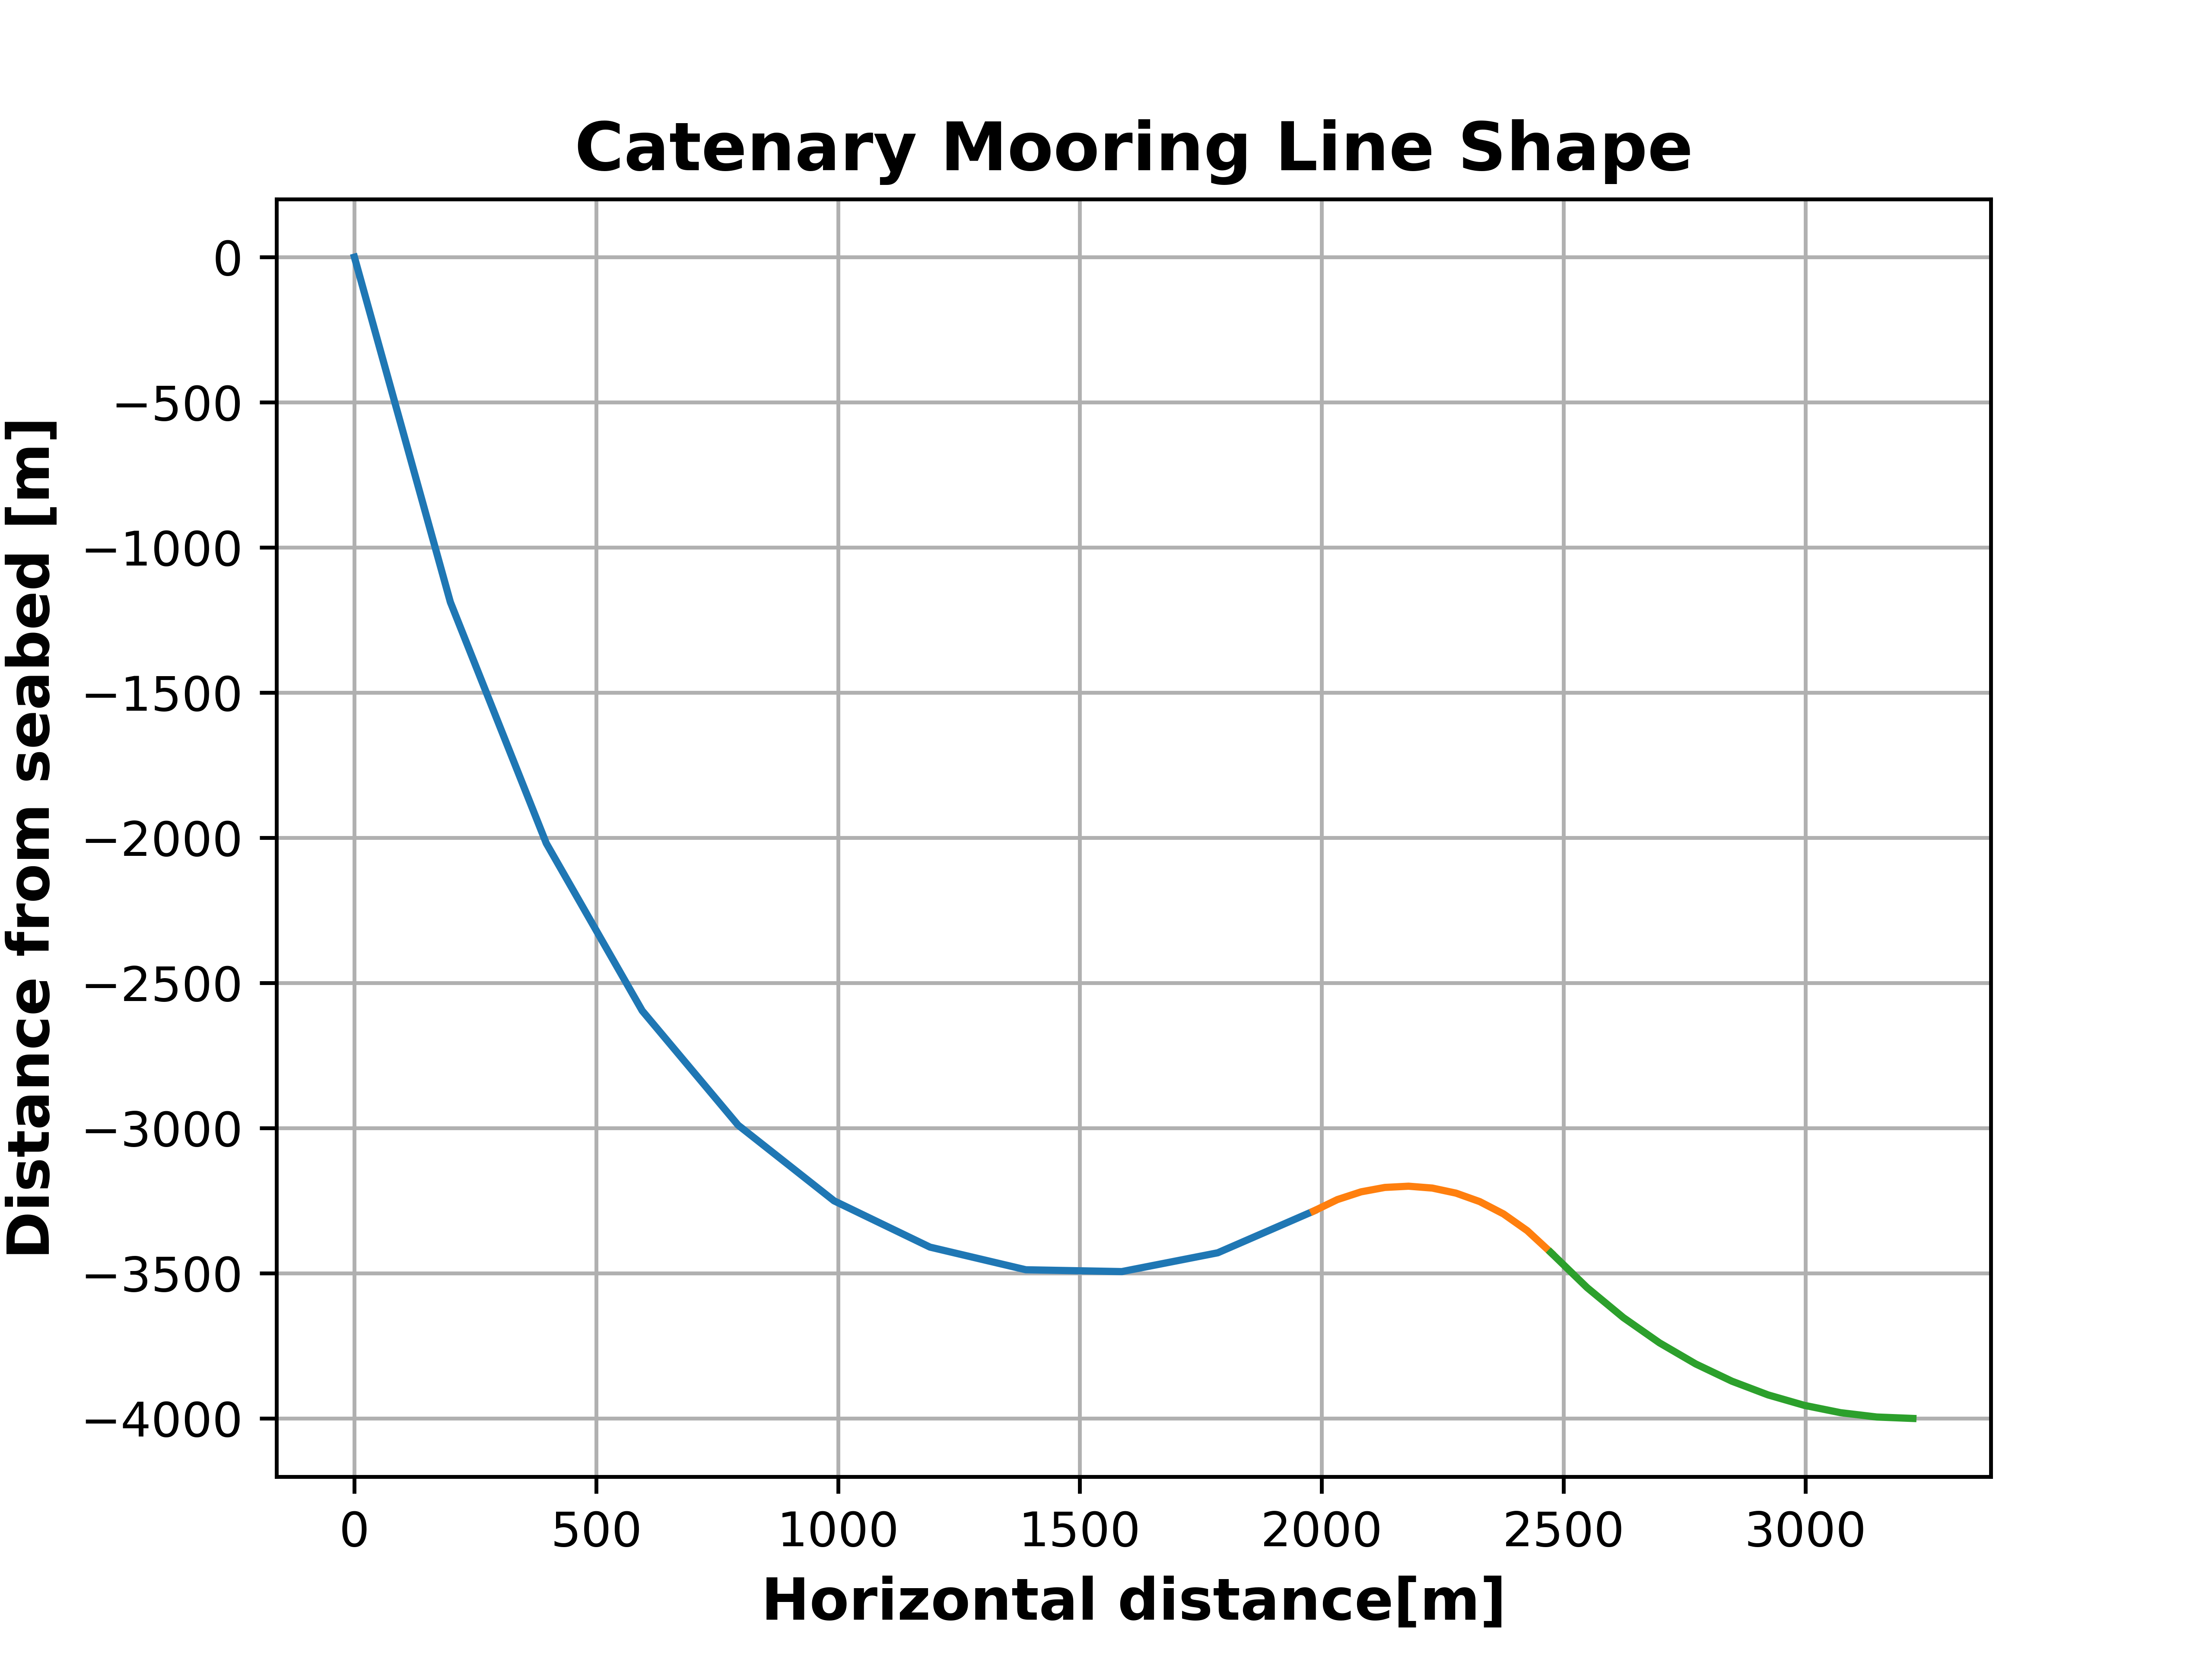 Catenary Mooring Line Shape
0
−500
−1000
−1500
−2000
−2500
−3000
−3500
−4000
Distance from seabed [m]
0 500 1000 1500 2000 2500 3000
Horizontal distance[m]